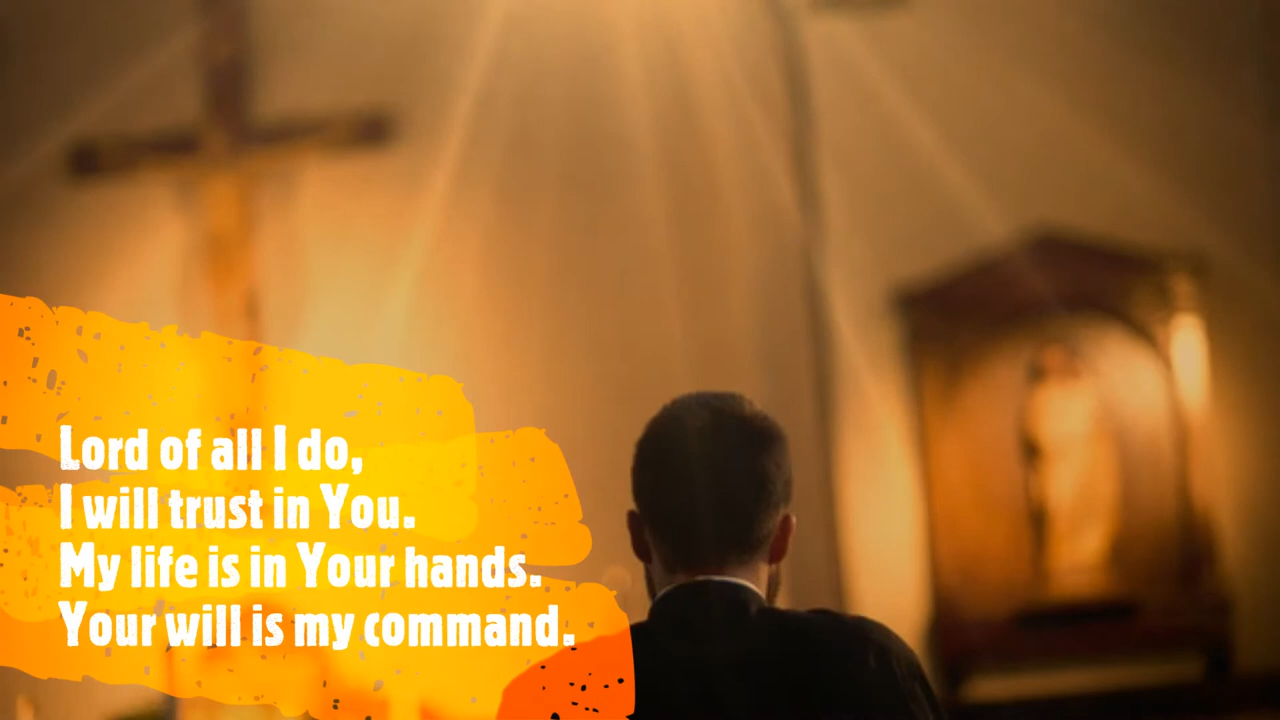 Lord of all I do,
I will trust in You.
My life is in Your hands.
Your will is my command.